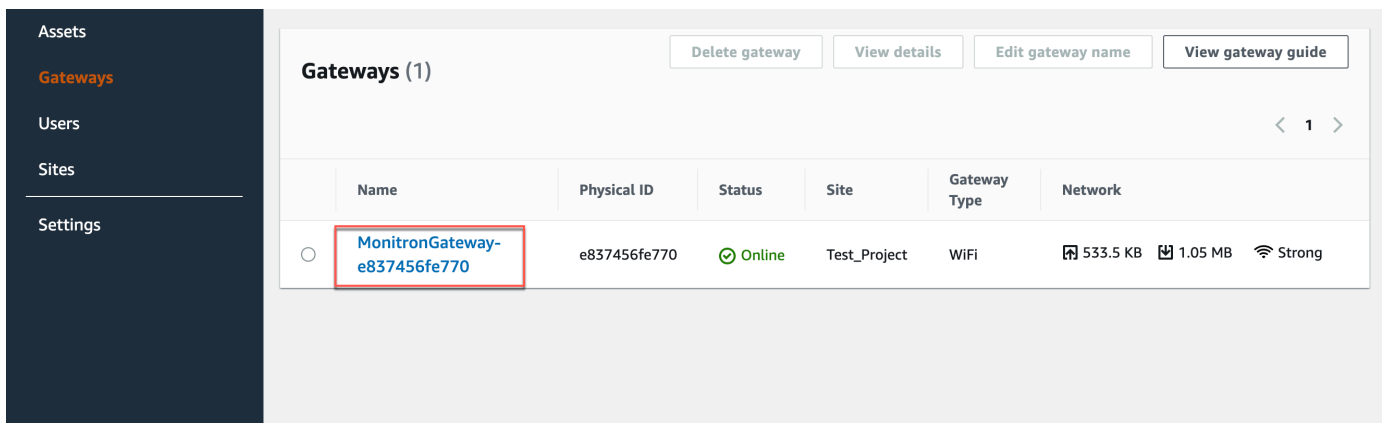 Assets
Gateways
Users
Sites
Settings
Gateways (1)
Delete gateway
View details
Edit gateway name
View gateway guide
1
Name
Physical ID
Status
Site
Gateway
Type
Network
MonitronGateway-
e837456fe770
e837456fe770
Online
Test_Project
WiFi
533.5 KB
1.05 MB
Strong